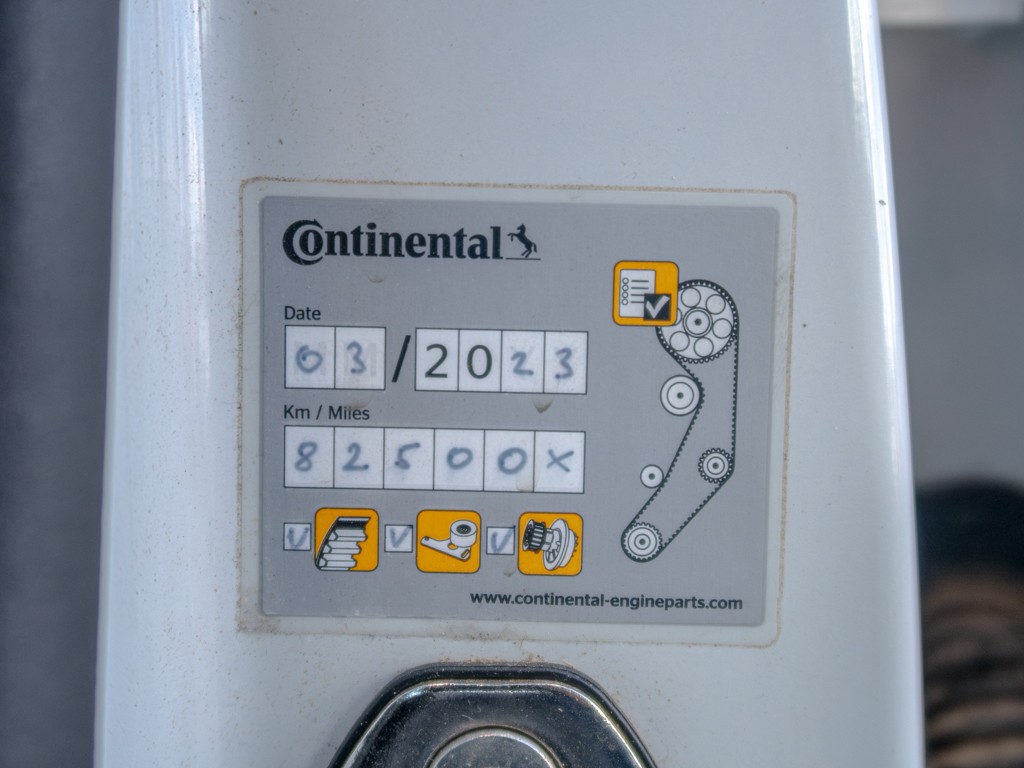 Continental
Date
03/2023
Km / Miles
82500X
www.continental-engineparts.com